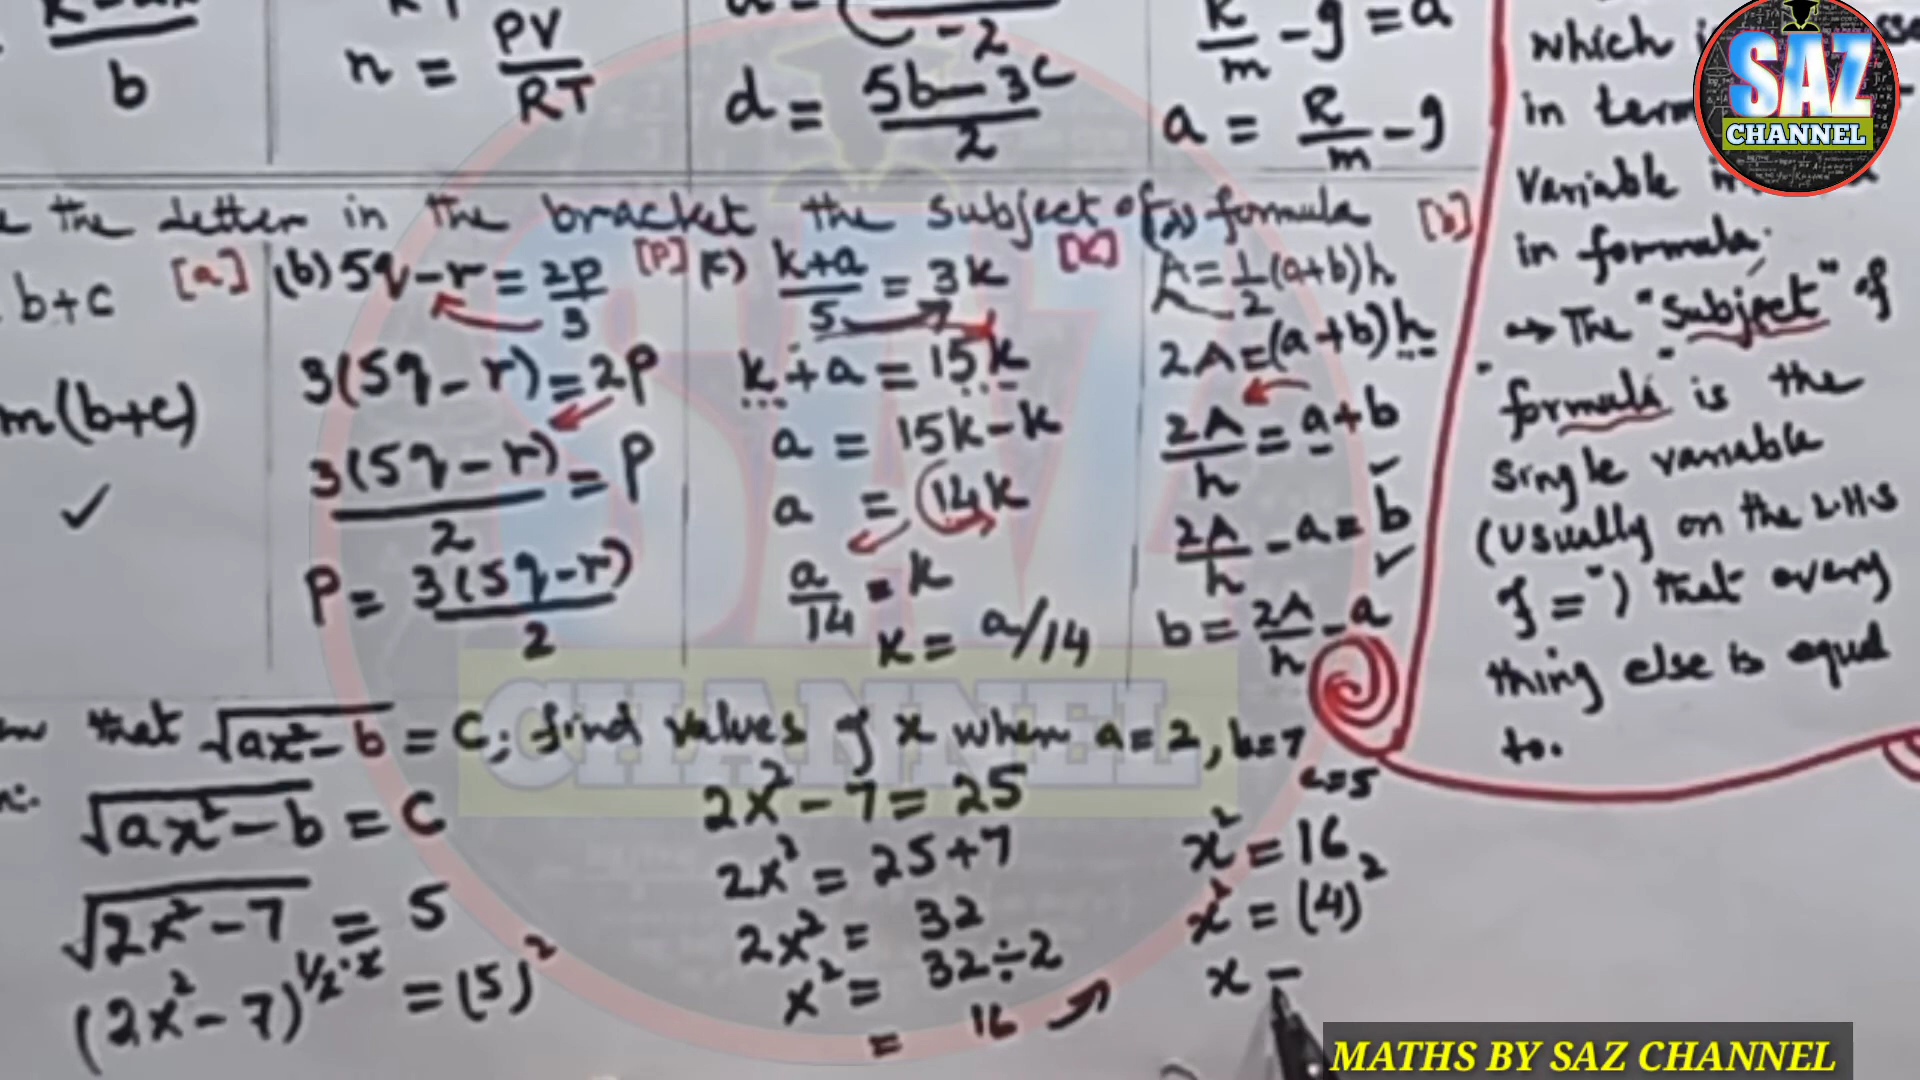 b
n = PV/RT
-2
d = 5b-3c/2
R/m - g = a
a = R/m - g
the letter in the bracket the subject of formula
b+c [a]
m(b+c)
✓
(b) 5q-r = 2p/3 [P]
3(5q-r) = 2P
3(5q-r)/2 = P
P = 3(5q-r)/2
(c) k+a/5 = 3k [K]
k+a = 15k
a = 15k-k
a = 14k
a/14 = k
K = a/14
A = 1/2(a+b)h [b]
2A = (a+b)h
2A/h = a+b
2A/h - a = b
b = 2A/h - a
that √ax²-b = C; find values of x when a=2, b=7
c=5
√ax²-b = C
√2x²-7 = 5
(2x²-7)^1/2·2 = (5)²
2x²-7 = 25
2x² = 25+7
2x² = 32
x² = 32÷2
= 16
x² = 16
x² = (4)²
x =
which
in
variable
in formula.
→ The "Subject" of
formula is the
single variable
(usually on the L.H.S
of "=") that every
thing else is equal
to.
SAZ
CHANNEL
SAZ
CHANNEL
MATHS BY SAZ CHANNEL